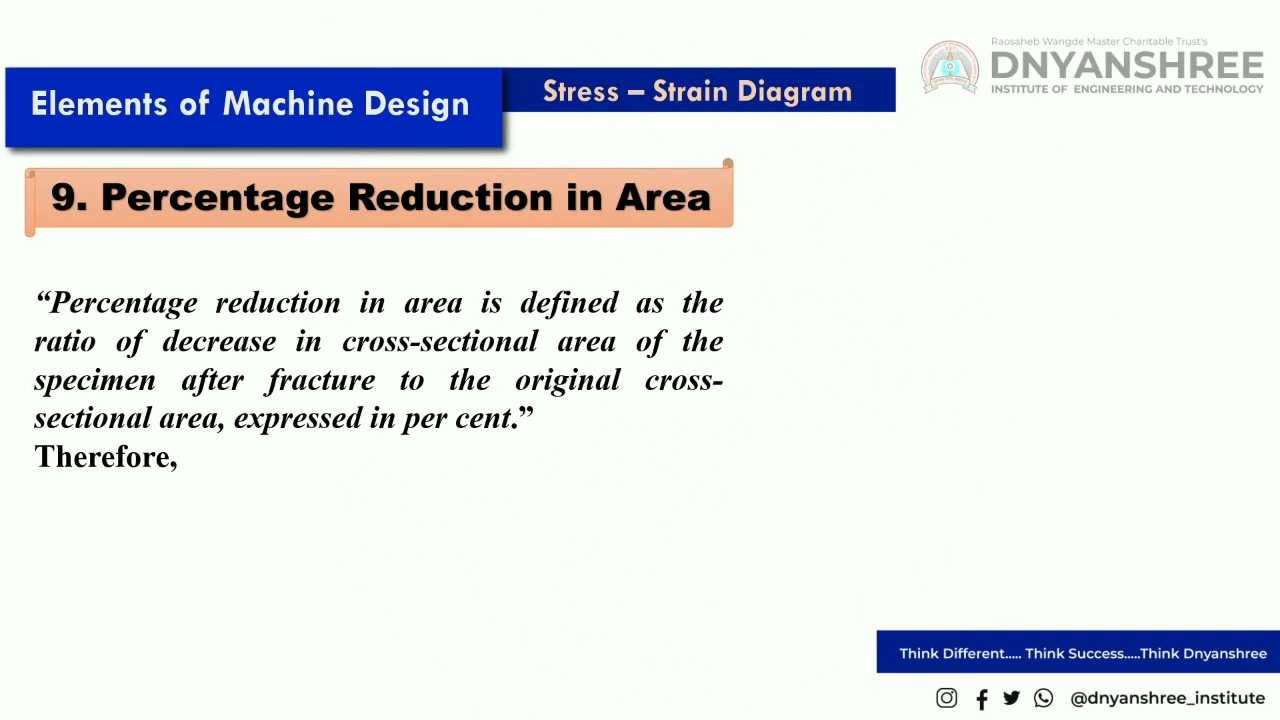 Raosaheb Wangde Master Charitable Trust's
DNYANSHREE
INSTITUTE OF ENGINEERING AND TECHNOLOGY
Elements of Machine Design
Stress – Strain Diagram
9. Percentage Reduction in Area
“Percentage reduction in area is defined as the
ratio of decrease in cross-sectional area of the
specimen after fracture to the original cross-
sectional area, expressed in per cent.”
Therefore,
Think Different..... Think Success.....Think Dnyanshree
@dnyanshree_institute